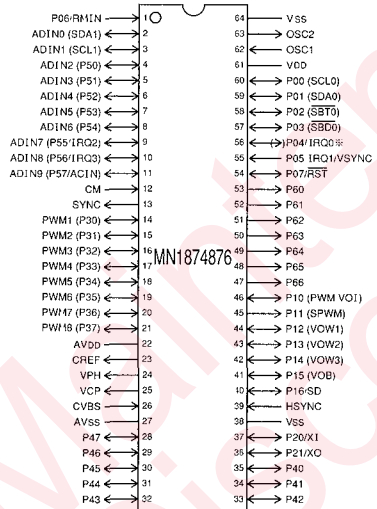 P06/RMIN 1 64 VSS
ADIN0 (SDA1) 2 63 OSC2
ADIN1 (SCL1) 3 62 OSC1
ADIN2 (P50) 4 61 VDD
ADIN3 (P51) 5 60 P00 (SCL0)
ADIN4 (P52) 6 59 P01 (SDA0)
ADIN5 (P53) 7 58 P02 (SBT0)
ADIN6 (P54) 8 57 P03 (SBD0)
ADIN7 (P55/IRQ2) 9 56 P04/IRQ0※
ADIN8 (P56/IRQ3) 10 55 P05 IRQ1/VSYNC
ADIN9 (P57/ACIN) 11 54 P07/RST
CM 12 53 P60
SYNC 13 52 P61
PWM1 (P30) 14 51 P62
PWM2 (P31) 15 50 P63
PWM3 (P32) 16 MN1874876 49 P64
PWM4 (P33) 17 48 P65
PWM5 (P34) 18 47 P66
PWM6 (P35) 19 46 P10 (PWM VOI)
PWM7 (P36) 20 45 P11 (SPWM)
PWM8 (P37) 21 44 P12 (VOW1)
AVDD 22 43 P13 (VOW2)
CREF 23 42 P14 (VOW3)
VPH 24 41 P15 (VOB)
VCP 25 40 P16/SD
CVBS 26 39 HSYNC
AVSS 27 38 VSS
P47 28 37 P20/XI
P46 29 36 P21/XO
P45 30 35 P40
P44 31 34 P41
P43 32 33 P42